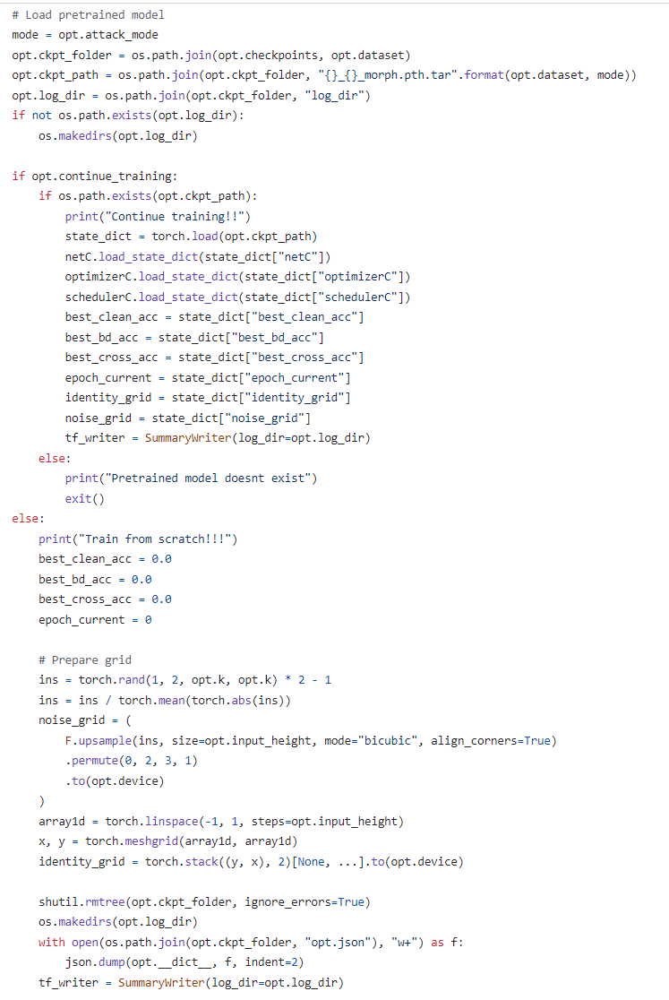 # Load pretrained model
mode = opt.attack_mode
opt.ckpt_folder = os.path.join(opt.checkpoints, opt.dataset)
opt.ckpt_path = os.path.join(opt.ckpt_folder, "{}_{}_morph.pth.tar".format(opt.dataset, mode))
opt.log_dir = os.path.join(opt.ckpt_folder, "log_dir")
if not os.path.exists(opt.log_dir):
    os.makedirs(opt.log_dir)

if opt.continue_training:
    if os.path.exists(opt.ckpt_path):
        print("Continue training!!")
        state_dict = torch.load(opt.ckpt_path)
        netC.load_state_dict(state_dict["netC"])
        optimizerC.load_state_dict(state_dict["optimizerC"])
        schedulerC.load_state_dict(state_dict["schedulerC"])
        best_clean_acc = state_dict["best_clean_acc"]
        best_bd_acc = state_dict["best_bd_acc"]
        best_cross_acc = state_dict["best_cross_acc"]
        epoch_current = state_dict["epoch_current"]
        identity_grid = state_dict["identity_grid"]
        noise_grid = state_dict["noise_grid"]
        tf_writer = SummaryWriter(log_dir=opt.log_dir)
    else:
        print("Pretrained model doesnt exist")
        exit()
else:
    print("Train from scratch!!!")
    best_clean_acc = 0.0
    best_bd_acc = 0.0
    best_cross_acc = 0.0
    epoch_current = 0

    # Prepare grid
    ins = torch.rand(1, 2, opt.k, opt.k) * 2 - 1
    ins = ins / torch.mean(torch.abs(ins))
    noise_grid = (
        F.upsample(ins, size=opt.input_height, mode="bicubic", align_corners=True)
        .permute(0, 2, 3, 1)
        .to(opt.device)
    )
    array1d = torch.linspace(-1, 1, steps=opt.input_height)
    x, y = torch.meshgrid(array1d, array1d)
    identity_grid = torch.stack((y, x), 2)[None, ...].to(opt.device)

    shutil.rmtree(opt.ckpt_folder, ignore_errors=True)
    os.makedirs(opt.log_dir)
    with open(os.path.join(opt.ckpt_folder, "opt.json"), "w+") as f:
        json.dump(opt.__dict__, f, indent=2)
    tf_writer = SummaryWriter(log_dir=opt.log_dir)